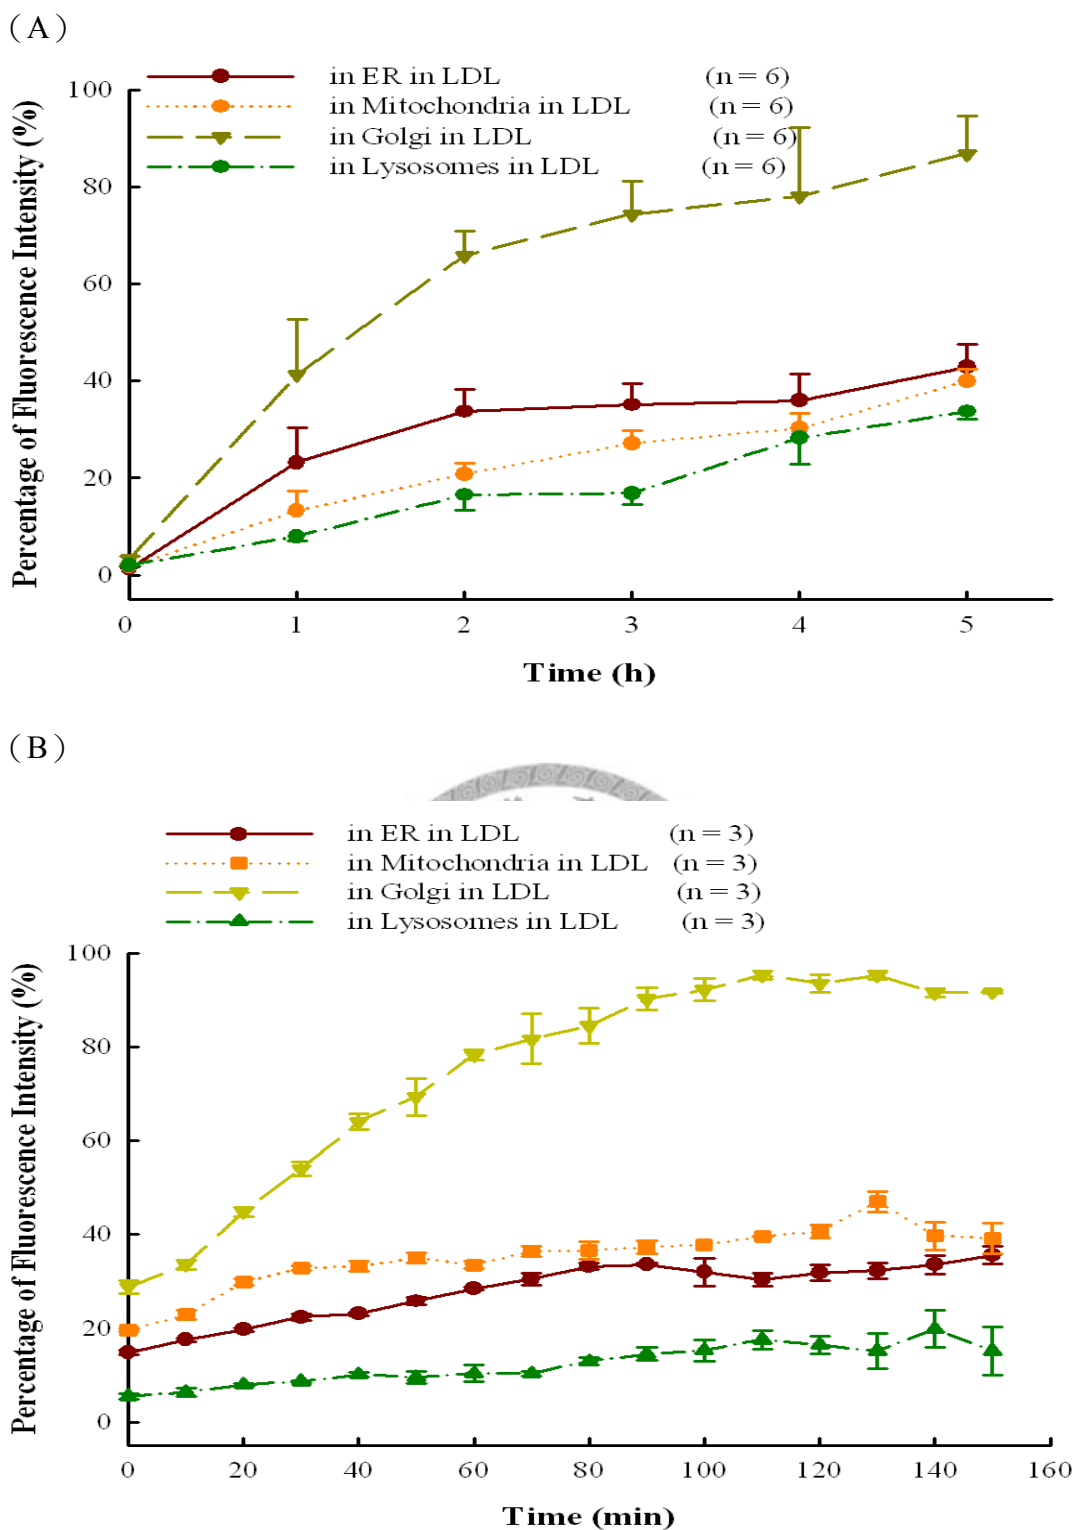 （A）
in ER in LDL (n = 6)
in Mitochondria in LDL (n = 6)
in Golgi in LDL (n = 6)
in Lysosomes in LDL (n = 6)
Percentage of Fluorescence Intensity (%)
100
80
60
40
20
0
0 1 2 3 4 5
Time (h)
（B）
in ER in LDL (n = 3)
in Mitochondria in LDL (n = 3)
in Golgi in LDL (n = 3)
in Lysosomes in LDL (n = 3)
Percentage of Fluorescence Intensity (%)
100
80
60
40
20
0
0 20 40 60 80 100 120 140 160
Time (min)